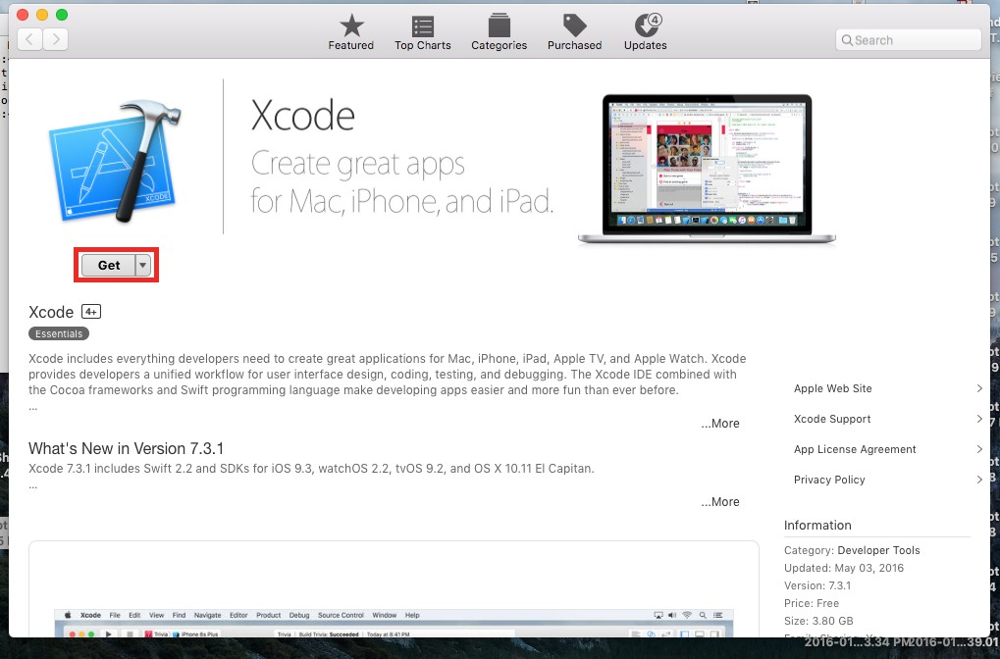 Featured
Top Charts
Categories
Purchased
4
Updates
Search
XCODE
Xcode
Create great apps
for Mac, iPhone, and iPad.
Get
Xcode 4+
Essentials
Xcode includes everything developers need to create great applications for Mac, iPhone, iPad, Apple TV, and Apple Watch. Xcode
provides developers a unified workflow for user interface design, coding, testing, and debugging. The Xcode IDE combined with
the Cocoa frameworks and Swift programming language make developing apps easier and more fun than ever before.
...
...More
What's New in Version 7.3.1
Xcode 7.3.1 includes Swift 2.2 and SDKs for iOS 9.3, watchOS 2.2, tvOS 9.2, and OS X 10.11 El Capitan.
...
...More
Apple Web Site
Xcode Support
App License Agreement
Privacy Policy
Information
Category: Developer Tools
Updated: May 03, 2016
Version: 7.3.1
Price: Free
Size: 3.80 GB
Xcode File Edit View Find Navigate Editor Product Debug Source Control Window Help
Trivia iPhone 6s Plus
Trivia Build Trivia: Succeeded Today at 6:41 PM
2016-01...3.34 PM
2016-01...39.01